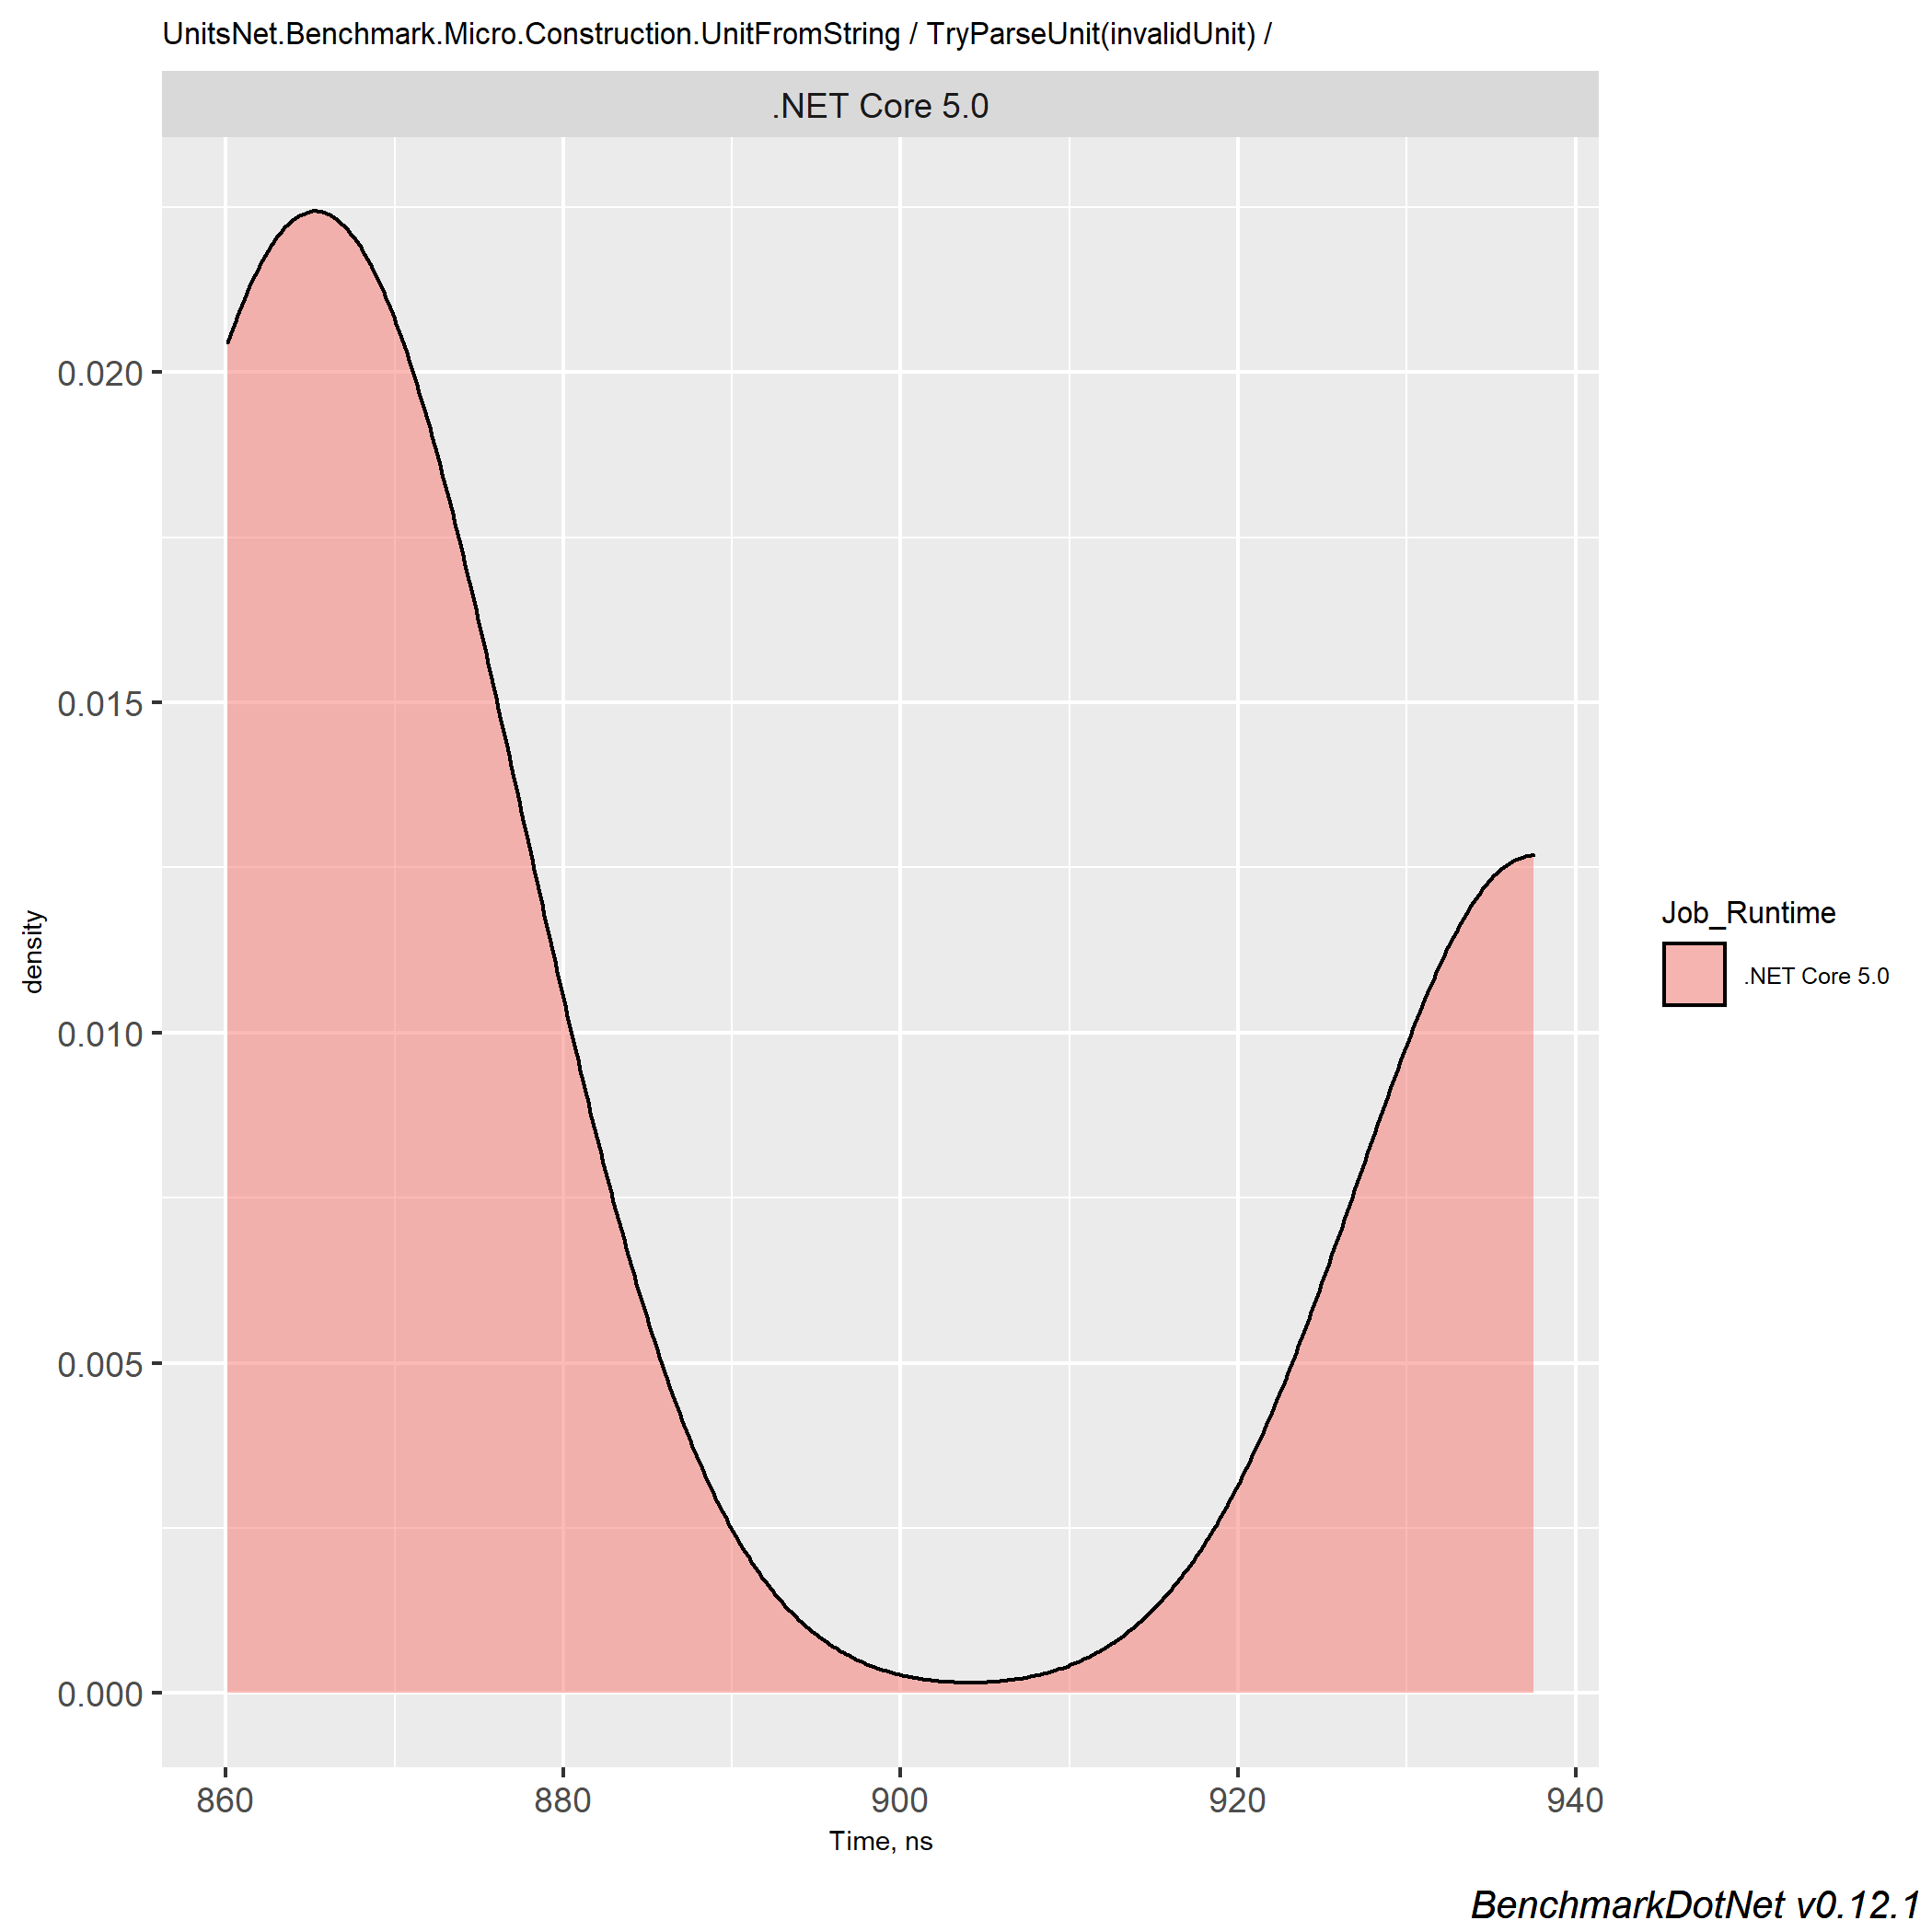 UnitsNet.Benchmark.Micro.Construction.UnitFromString / TryParseUnit(invalidUnit) /
.NET Core 5.0
0.020
0.015
0.010
0.005
0.000
density
860 880 900 920 940
Time, ns
Job_Runtime
.NET Core 5.0
BenchmarkDotNet v0.12.1